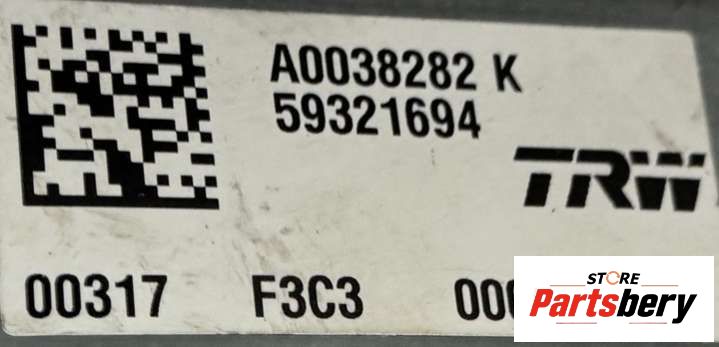 A0038282 K
59321694
TRW
00317 F3C3
STORE
Partsbery